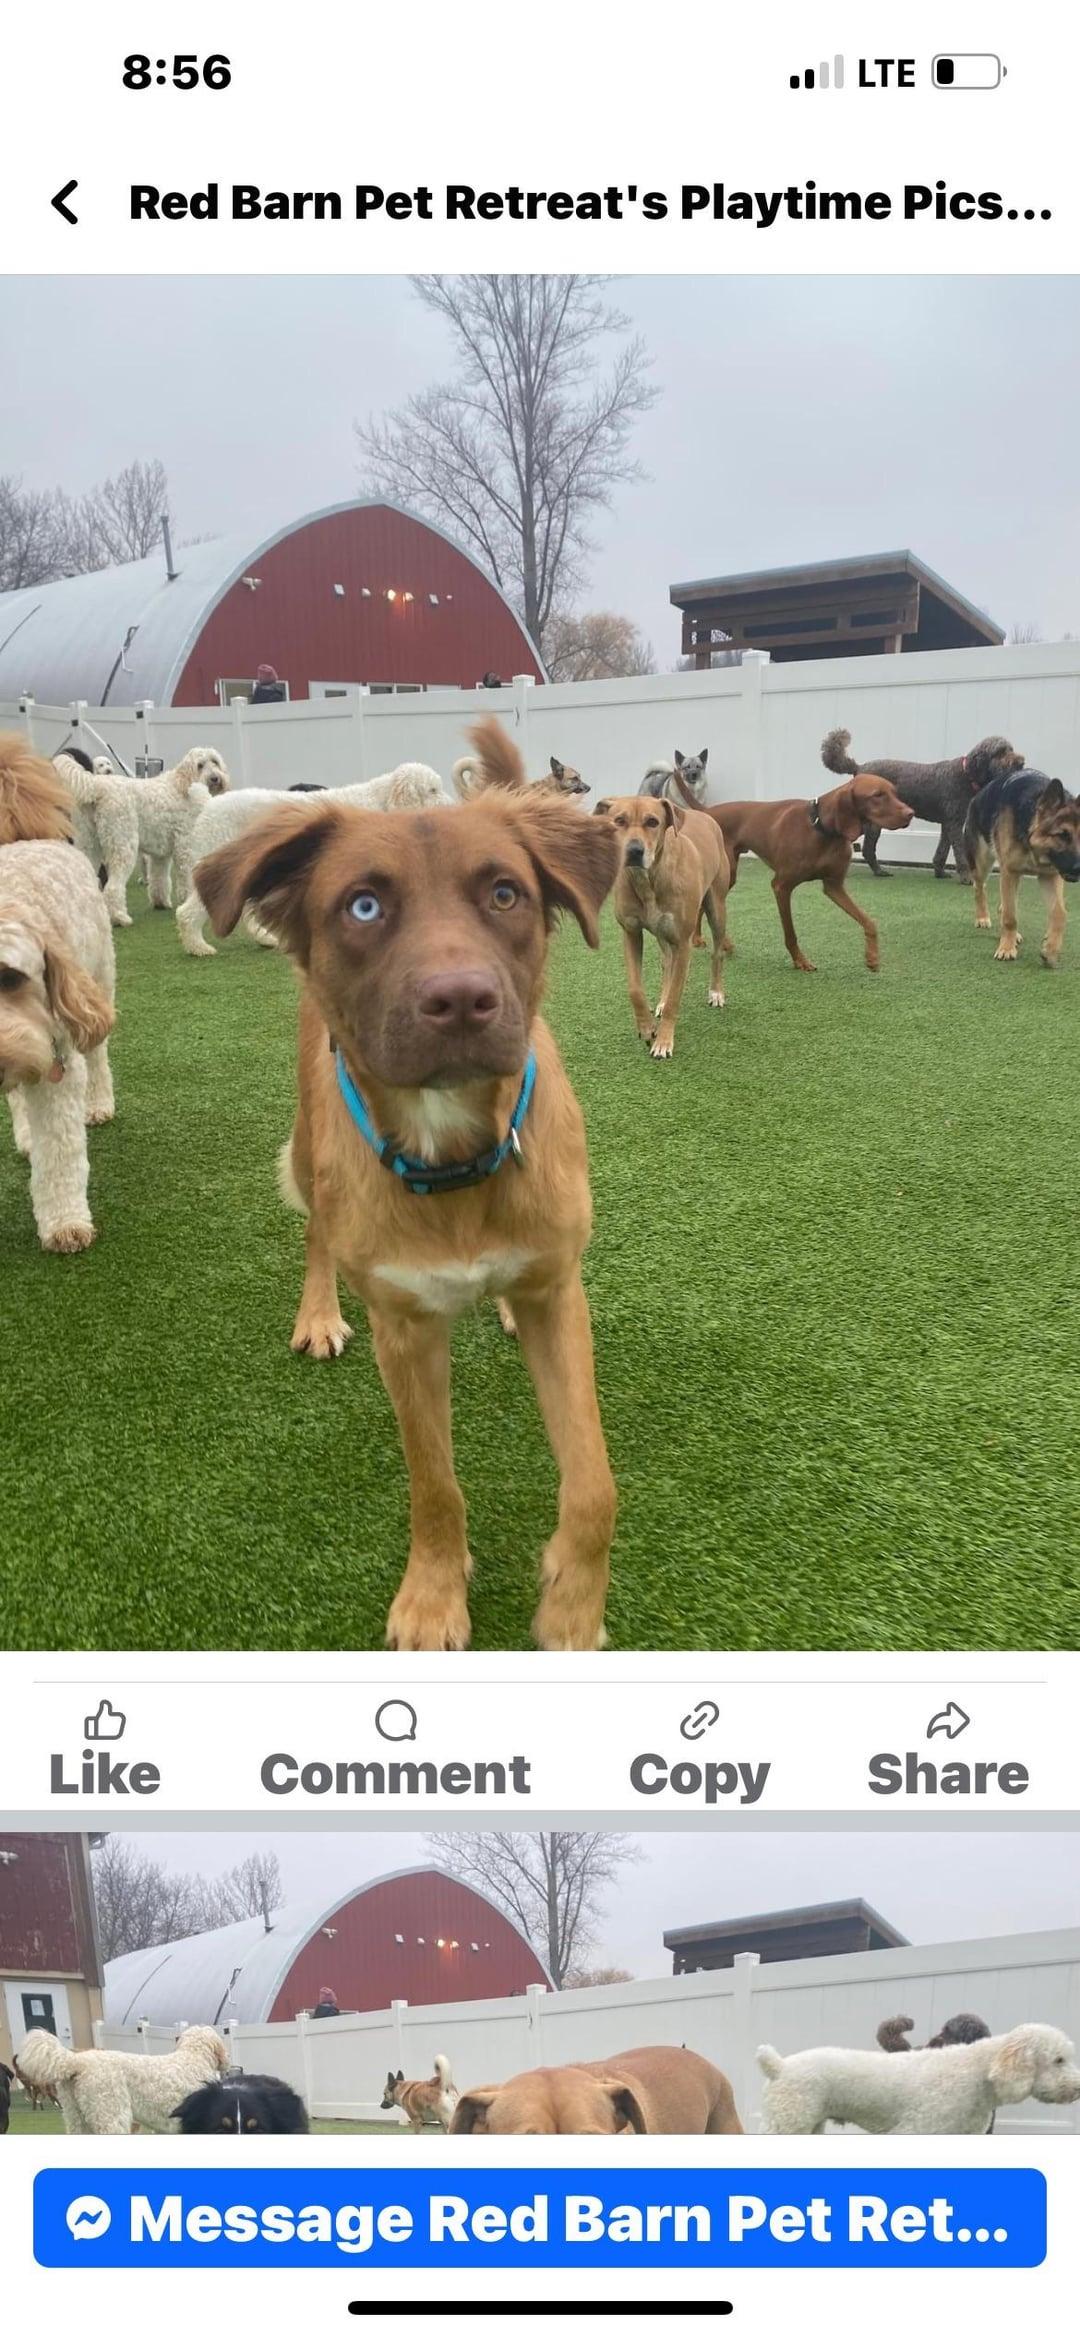 8:56 LTE
Red Barn Pet Retreat's Playtime Pics...
Like Comment Copy Share
Message Red Barn Pet Ret...